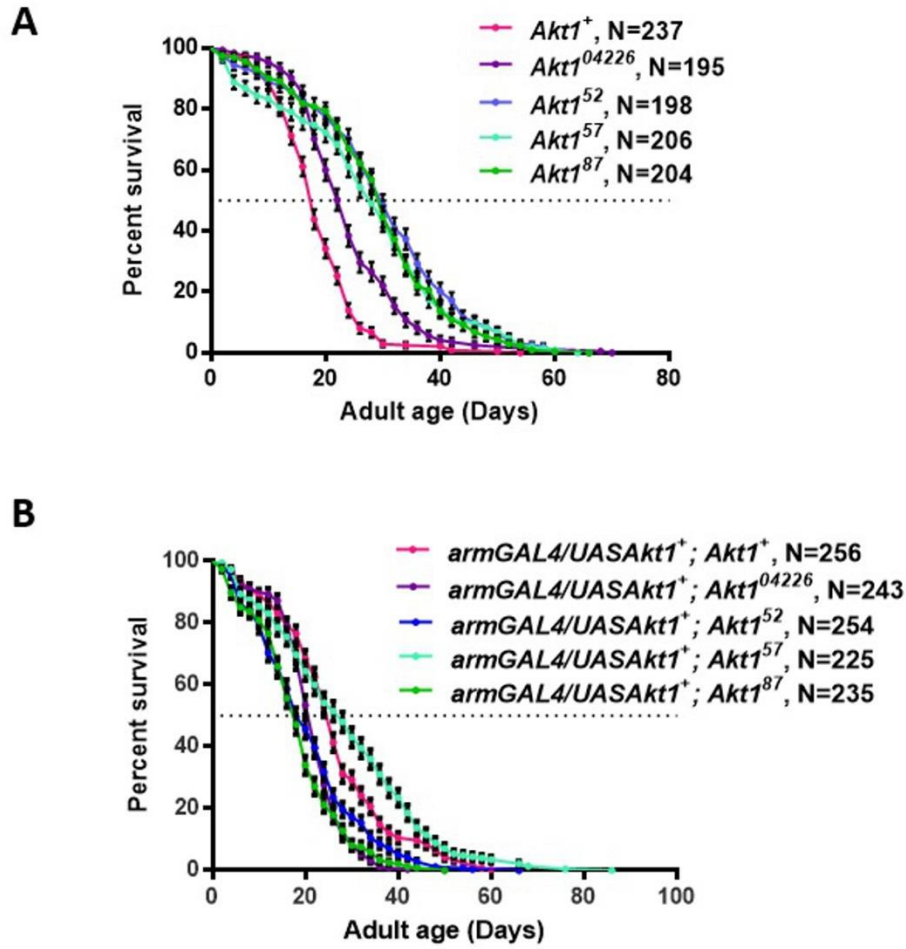 A
Akt1⁺, N=237
Akt1⁰⁴²²⁶, N=195
Akt1⁵², N=198
Akt1⁵⁷, N=206
Akt1⁸⁷, N=204
Percent survival
100
80
60
40
20
0
0 20 40 60 80
Adult age (Days)
B
armGAL4/UASAkt1⁺; Akt1⁺, N=256
armGAL4/UASAkt1⁺; Akt1⁰⁴²²⁶, N=243
armGAL4/UASAkt1⁺; Akt1⁵², N=254
armGAL4/UASAkt1⁺; Akt1⁵⁷, N=225
armGAL4/UASAkt1⁺; Akt1⁸⁷, N=235
Percent survival
100
80
60
40
20
0
0 20 40 60 80 100
Adult age (Days)